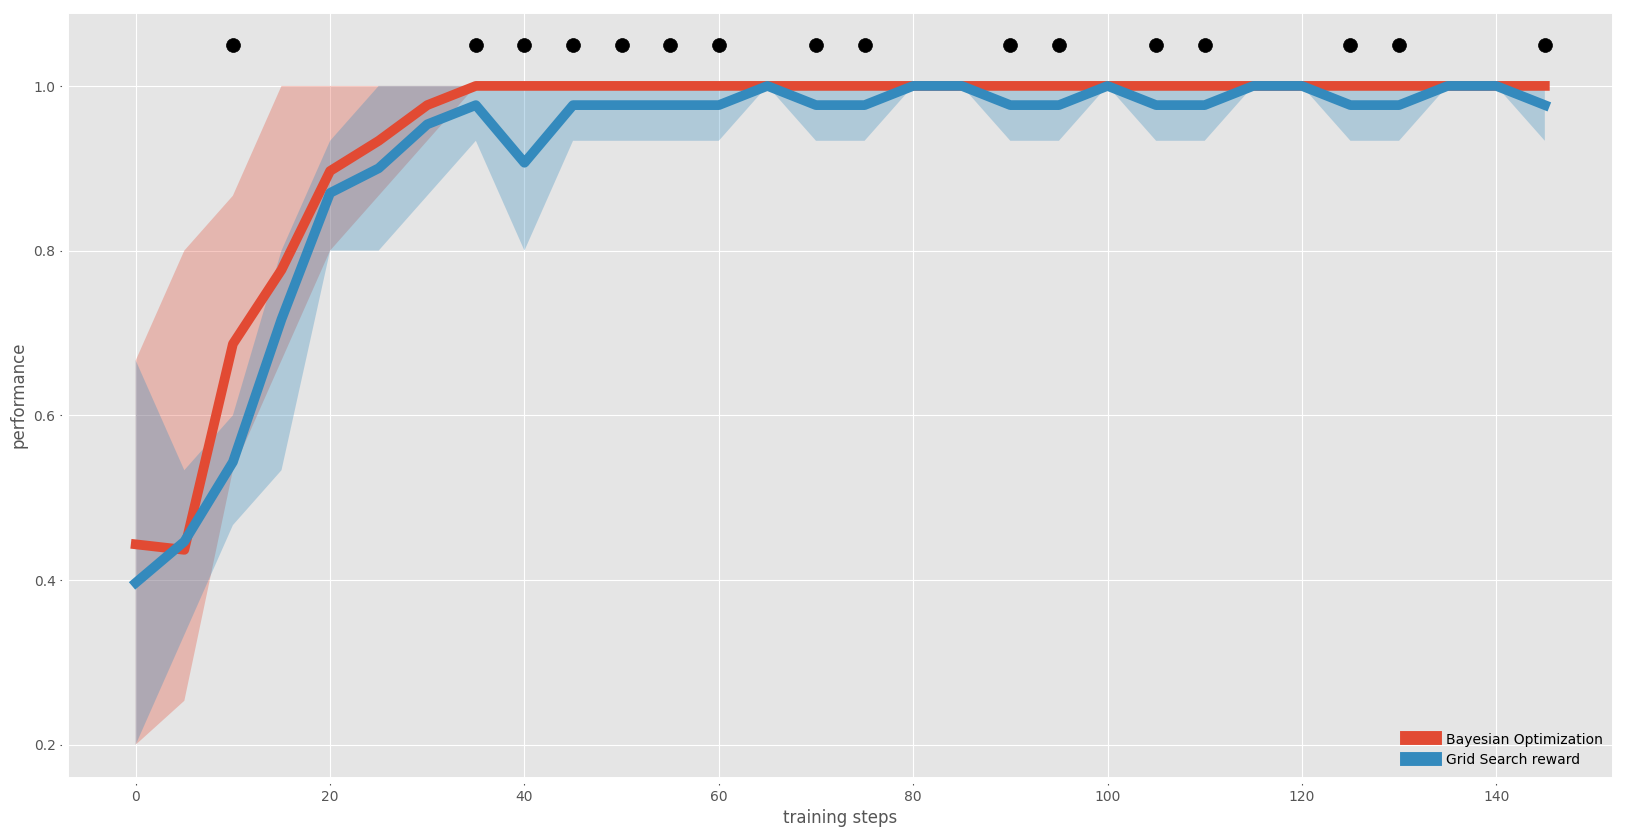 performance
1.0
0.8
0.6
0.4
0.2
0 20 40 60 80 100 120 140
training steps
Bayesian Optimization
Grid Search reward